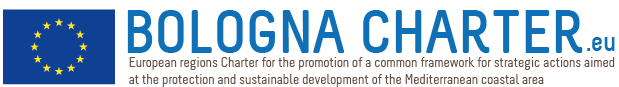 BOLOGNA CHARTER.eu
European regions Charter for the promotion of a common framework for strategic actions aimed
at the protection and sustainable development of the Mediterranean coastal area